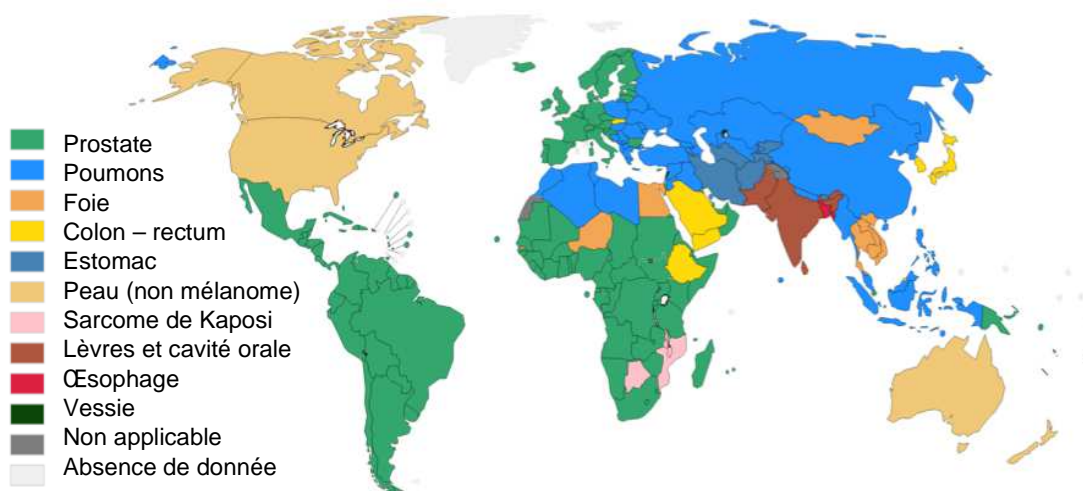 Prostate
Poumons
Foie
Colon – rectum
Estomac
Peau (non mélanome)
Sarcome de Kaposi
Lèvres et cavité orale
Œsophage
Vessie
Non applicable
Absence de donnée